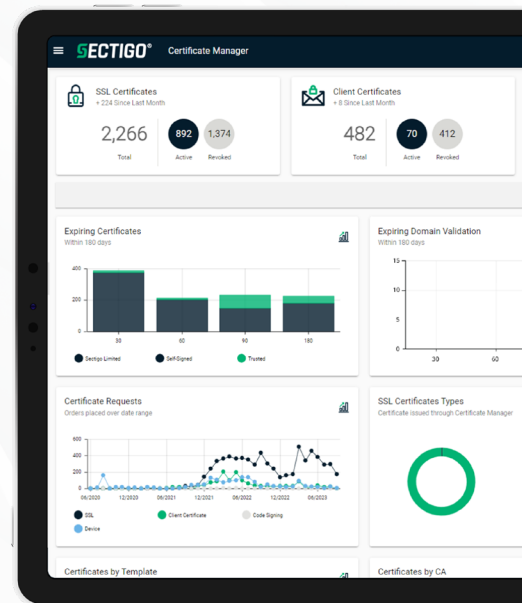 SECTIGO® Certificate Manager
SSL Certificates
+ 224 Since Last Month
2,266 892 1,374
Total Active Revoked
Client Certificates
+ 8 Since Last Month
482 70 412
Total Active Revoked
Expiring Certificates
Within 180 days
400
200
0
30 60 90 180
Sectigo Limited Self-Signed Trusted
Expiring Domain Validation
Within 180 days
15
10
5
0
30 60
Certificate Requests
Orders placed over date range
600
400
200
0
06/2020 12/2020 08/2021 12/2021 06/2022 12/2022 06/2023
SSL Client Certificate Code Signing
Device
SSL Certificates Types
Certificate issued through Certificate Manager
Certificates by Template
Certificates by CA